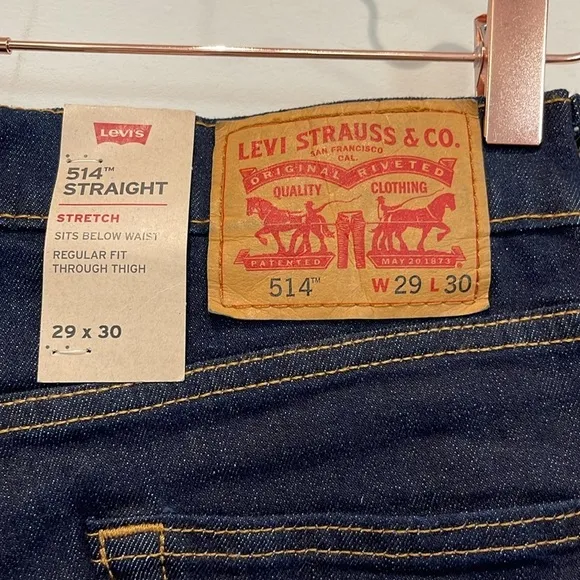 LEVI'S
514™
STRAIGHT
STRETCH
SITS BELOW WAIST
REGULAR FIT
THROUGH THIGH
29 x 30
LEVI STRAUSS & CO.
SAN FRANCISCO
CAL.
ORIGINAL RIVETED
QUALITY CLOTHING
PATENTED MAY 20 1873
514™ W 29 L 30